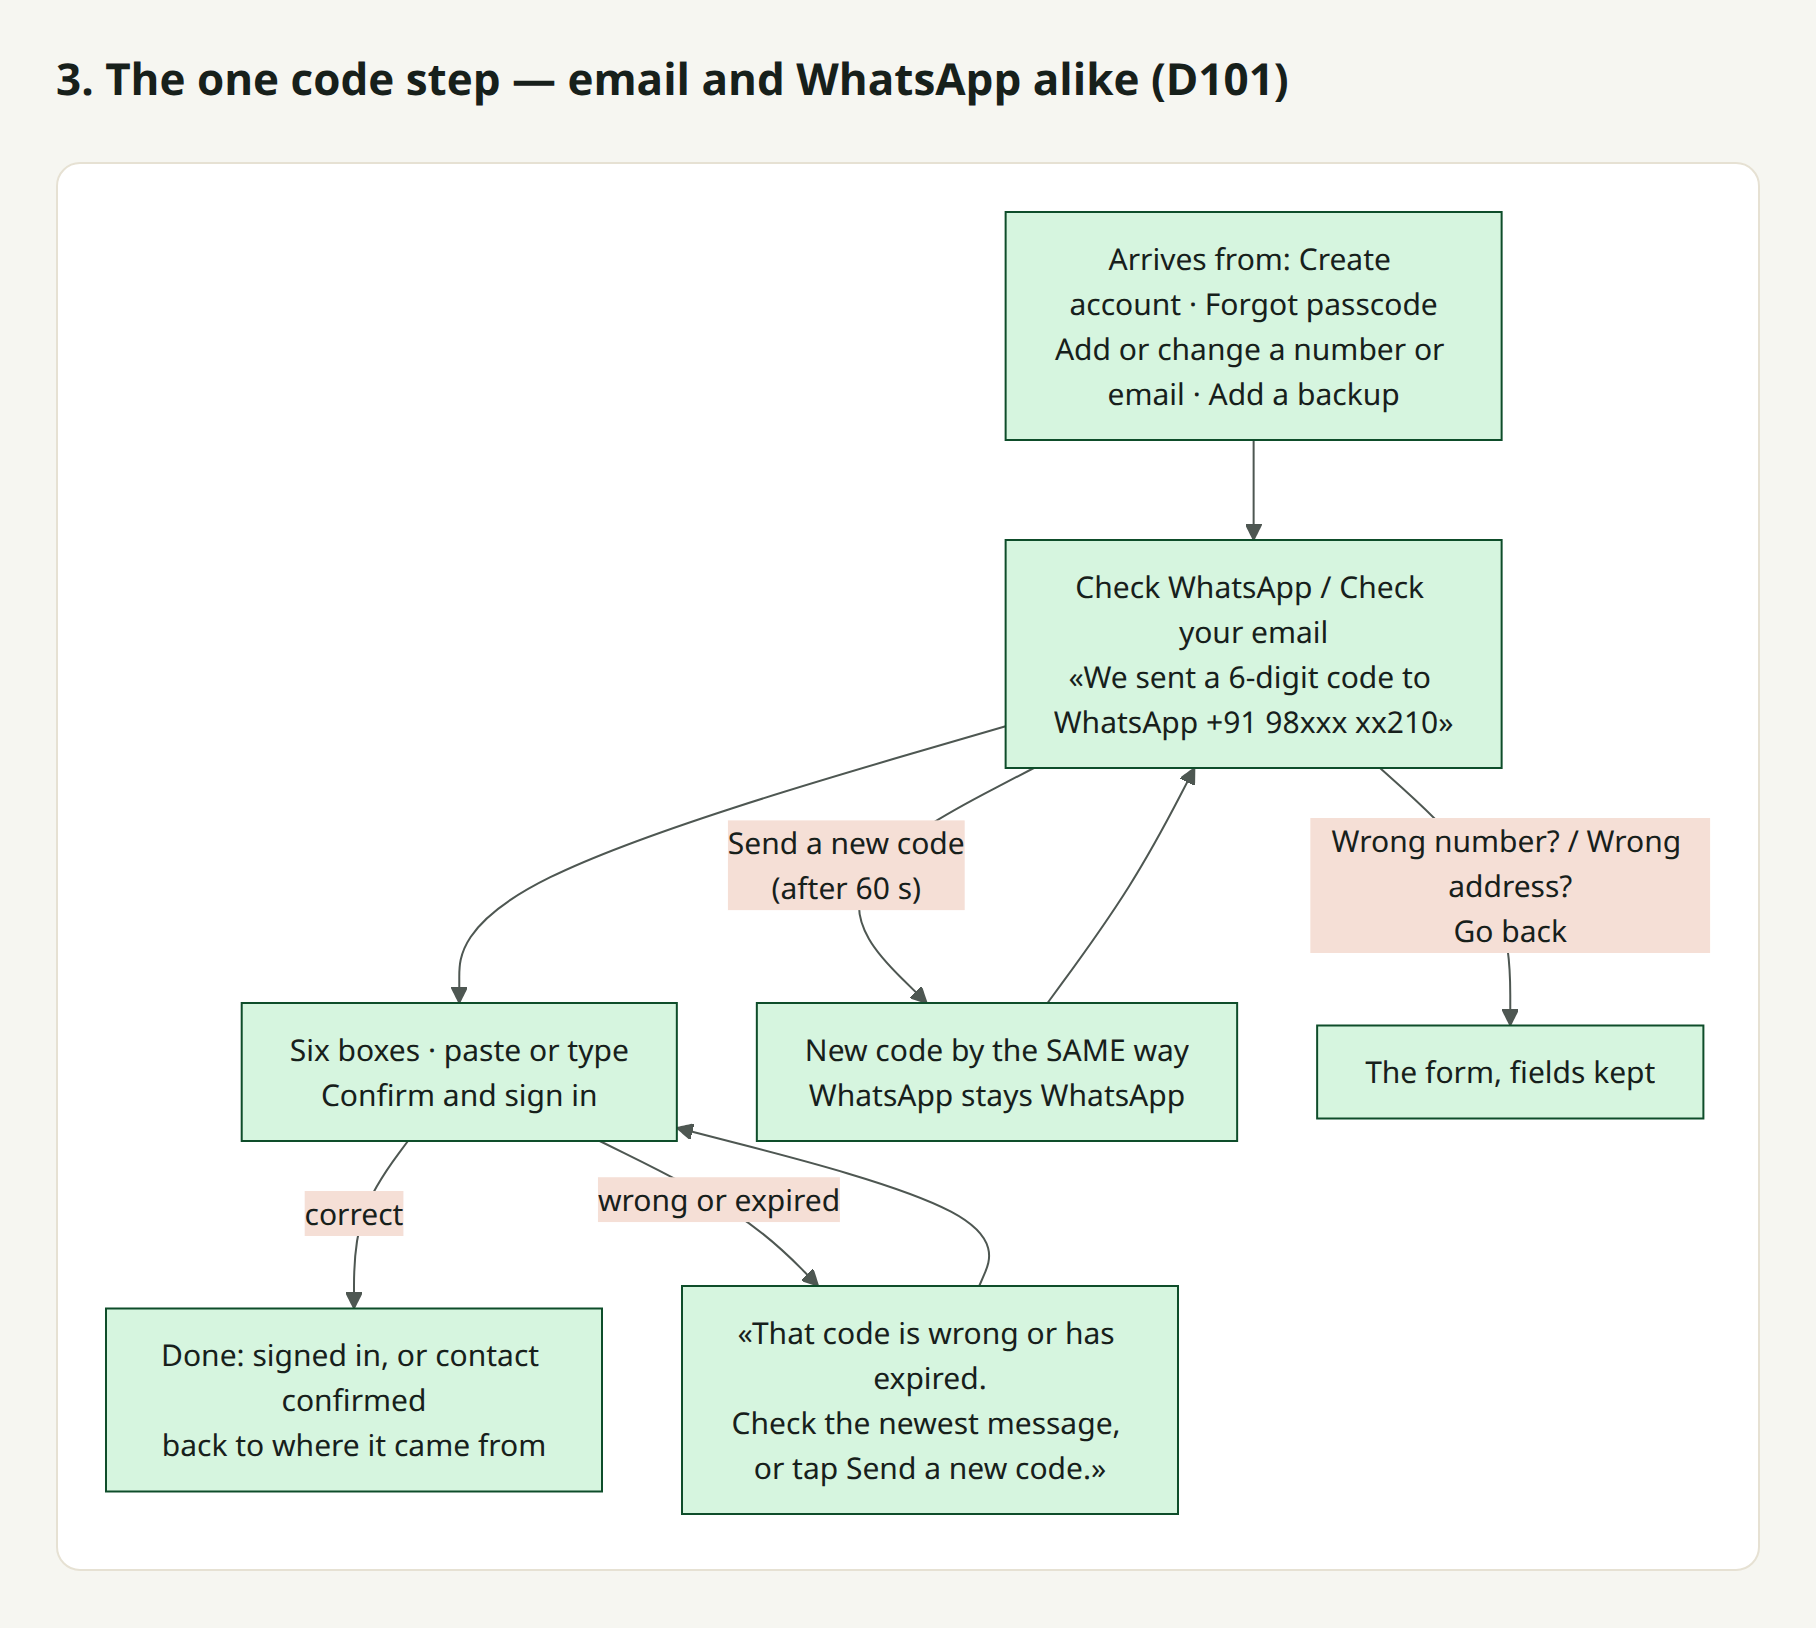 3. The one code step — email and WhatsApp alike (D101)
Arrives from: Create
account · Forgot passcode
Add or change a number or
email · Add a backup
Check WhatsApp / Check
your email
«We sent a 6-digit code to
WhatsApp +91 98xxx xx210»
Send a new code
(after 60 s)
Wrong number? / Wrong
address?
Go back
Six boxes · paste or type
Confirm and sign in
New code by the SAME way
WhatsApp stays WhatsApp
The form, fields kept
correct
wrong or expired
Done: signed in, or contact
confirmed
back to where it came from
«That code is wrong or has
expired.
Check the newest message,
or tap Send a new code.»